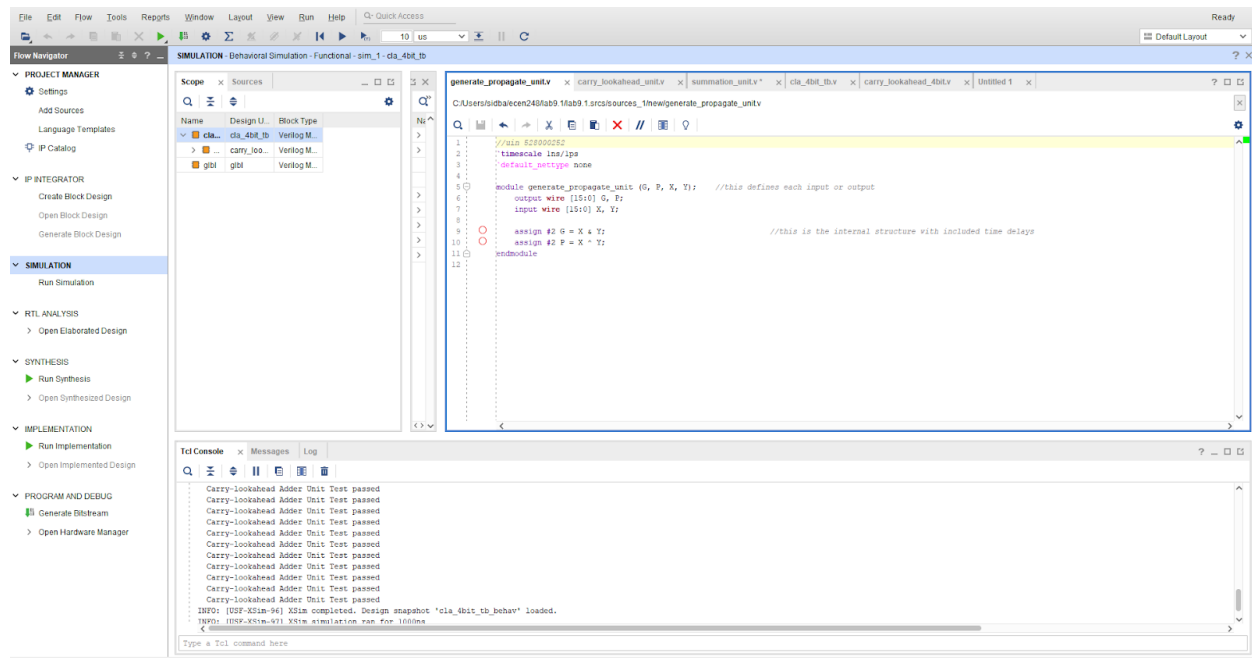 File Edit Flow Tools Reports Window Layout View Run Help Q- Quick Access Ready
10 us Default Layout
Flow Navigator SIMULATION - Behavioral Simulation - Functional - sim_1 - cla_4bit_tb
PROJECT MANAGER
Settings
Add Sources
Language Templates
IP Catalog
IP INTEGRATOR
Create Block Design
Open Block Design
Generate Block Design
SIMULATION
Run Simulation
RTL ANALYSIS
Open Elaborated Design
SYNTHESIS
Run Synthesis
Open Synthesized Design
IMPLEMENTATION
Run Implementation
Open Implemented Design
PROGRAM AND DEBUG
Generate Bitstream
Open Hardware Manager
Scope Sources
Name Design U... Block Type
cla... cla_4bit_tb Verilog M...
... carry_loo... Verilog M...
glbl glbl Verilog M...
generate_propagate_unit.v carry_lookahead_unit.v summation_unit.v * cla_4bit_tb.v carry_lookahead_4bit.v Untitled 1
C:/Users/sidba/ecen248/lab9.1/lab9.1.srcs/sources_1/new/generate_propagate_unit.v
1 //uin 528000252
2 `timescale 1ns/1ps
3 `default_nettype none
4
5 module generate_propagate_unit (G, P, X, Y); //this defines each input or output
6 output wire [15:0] G, P;
7 input wire [15:0] X, Y;
8
9 assign #2 G = X & Y; //this is the internal structure with included time delays
10 assign #2 P = X ^ Y;
11 endmodule
12
Tcl Console Messages Log
Carry-lookahead Adder Unit Test passed
Carry-lookahead Adder Unit Test passed
Carry-lookahead Adder Unit Test passed
Carry-lookahead Adder Unit Test passed
Carry-lookahead Adder Unit Test passed
Carry-lookahead Adder Unit Test passed
Carry-lookahead Adder Unit Test passed
Carry-lookahead Adder Unit Test passed
Carry-lookahead Adder Unit Test passed
Carry-lookahead Adder Unit Test passed
Carry-lookahead Adder Unit Test passed
INFO: [USF-XSim-96] XSim completed. Design snapshot 'cla_4bit_tb_behav' loaded.
INFO: [USF-XSim-97] XSim simulation ran for 1000ns
Type a Tcl command here